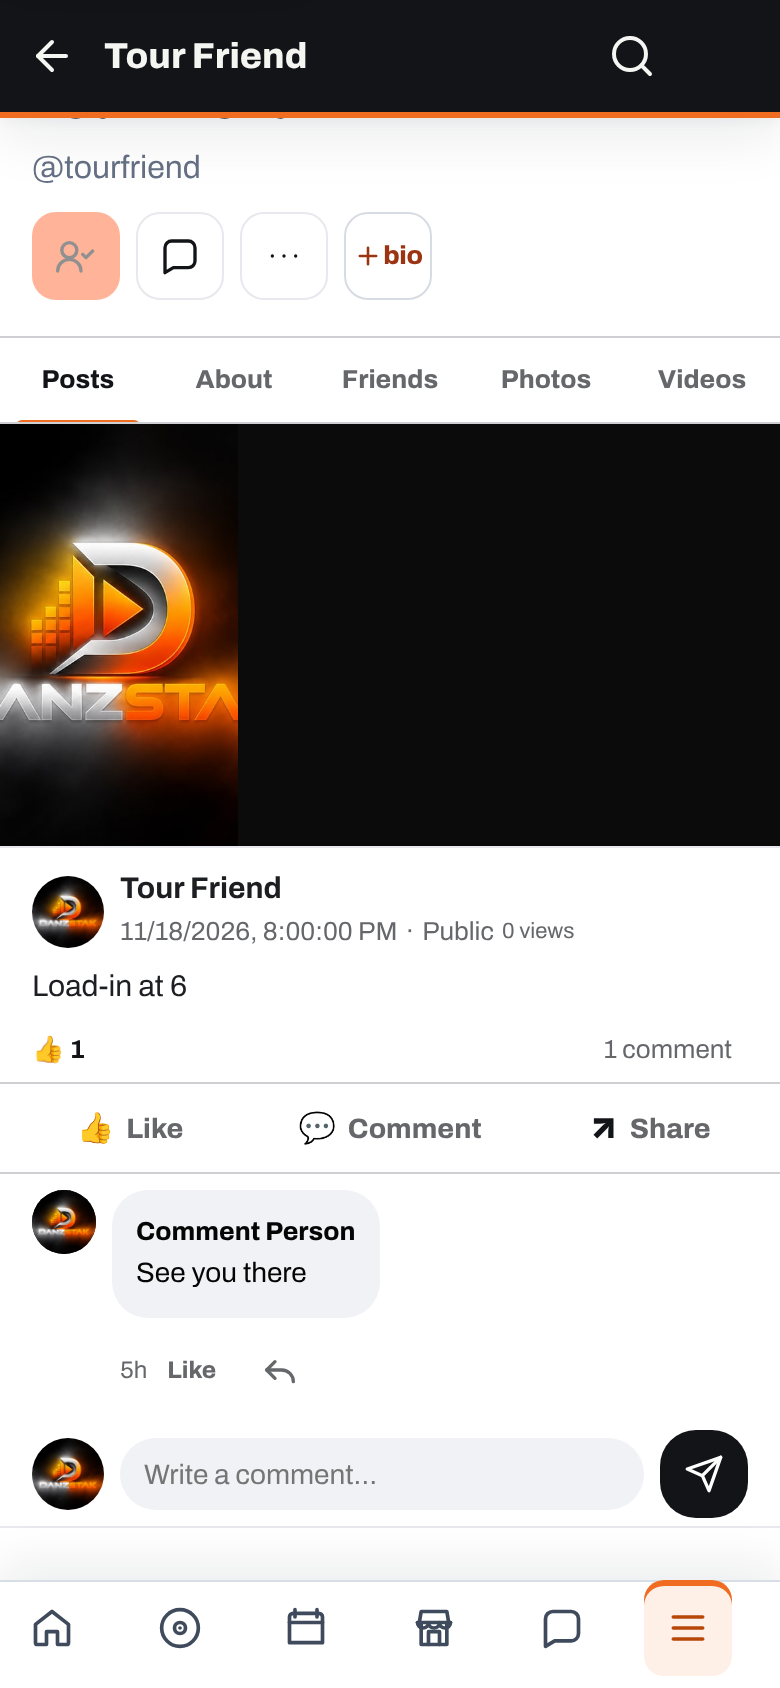 Tour Friend
@tourfriend
...
+ bio
Posts About Friends Photos Videos
ANZSTA
Tour Friend
11/18/2026, 8:00:00 PM · Public 0 views
Load-in at 6
👍 1 1 comment
👍 Like 💬 Comment Share
DANZSTAR
Comment Person
See you there
5h Like
Write a comment...